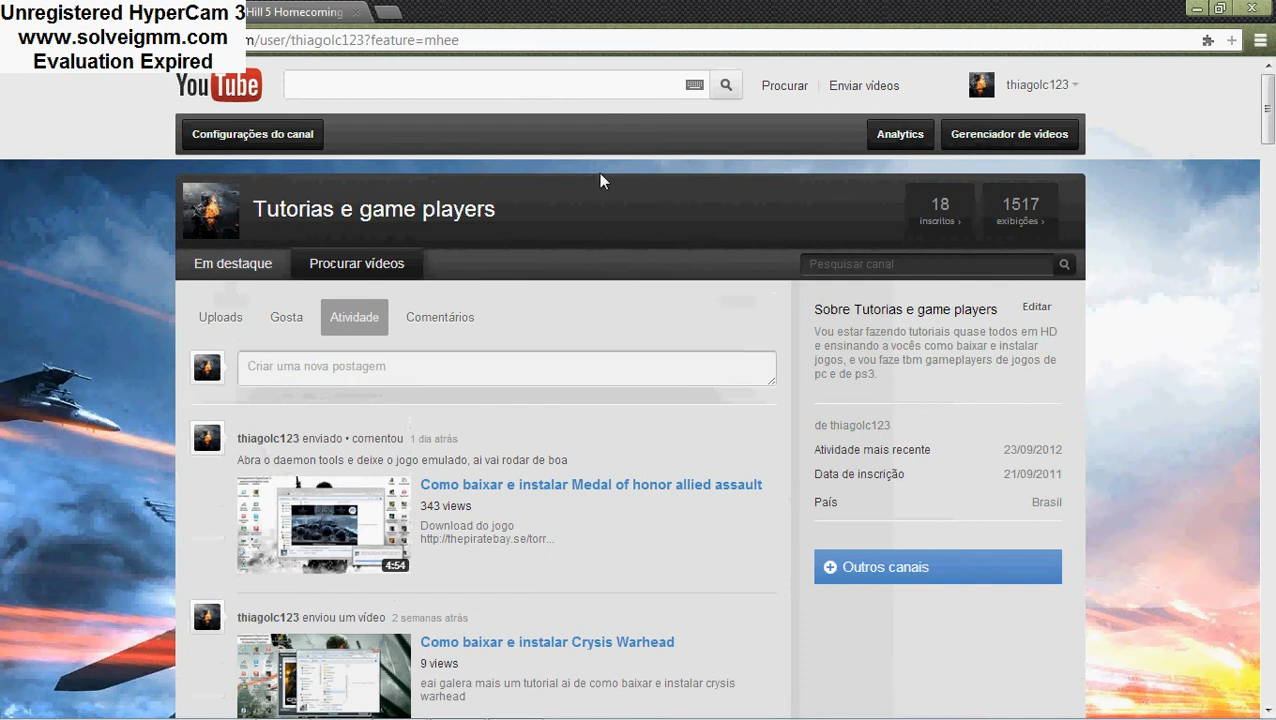 Unregistered HyperCam 3
www.solveigmm.com
Evaluation Expired
Hill 5 Homecoming
m/user/thiagolc123?feature=mhee
YouTube
Procurar
Enviar vídeos
thiagolc123
Configurações do canal
Analytics
Gerenciador de vídeos
Tutorias e game players
18
inscritos ›
1517
exibições ›
Em destaque
Procurar vídeos
Pesquisar canal
Uploads
Gosta
Atividade
Comentários
Criar uma nova postagem
thiagolc123 enviado • comentou 1 dia atrás
Abra o daemon tools e deixe o jogo emulado, ai vai rodar de boa
Como baixar e instalar Medal of honor allied assault
343 views
Download do jogo
http://thepiratebay.se/torr...
4:54
thiagolc123 enviou um vídeo 2 semanas atrás
Como baixar e instalar Crysis Warhead
9 views
eai galera mais um tutorial ai de como baixar e instalar crysis
warhead
Sobre Tutorias e game players
Editar
Vou estar fazendo tutoriais quase todos em HD
e ensinando a vocês como baixar e instalar
jogos, e vou faze tbm gameplayers de jogos de
pc e de ps3.
de thiagolc123
Atividade mais recente 23/09/2012
Data de inscrição 21/09/2011
País Brasil
Outros canais